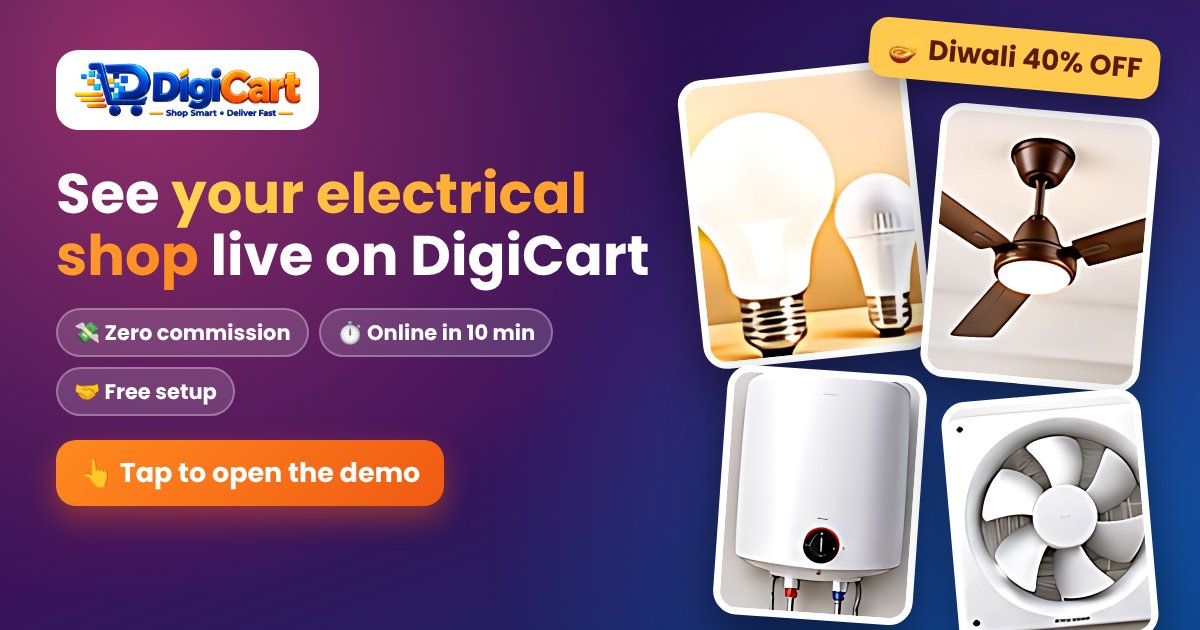 DigiCart
Shop Smart • Deliver Fast
Diwali 40% OFF
See your electrical
shop live on DigiCart
Zero commission
Online in 10 min
Free setup
Tap to open the demo